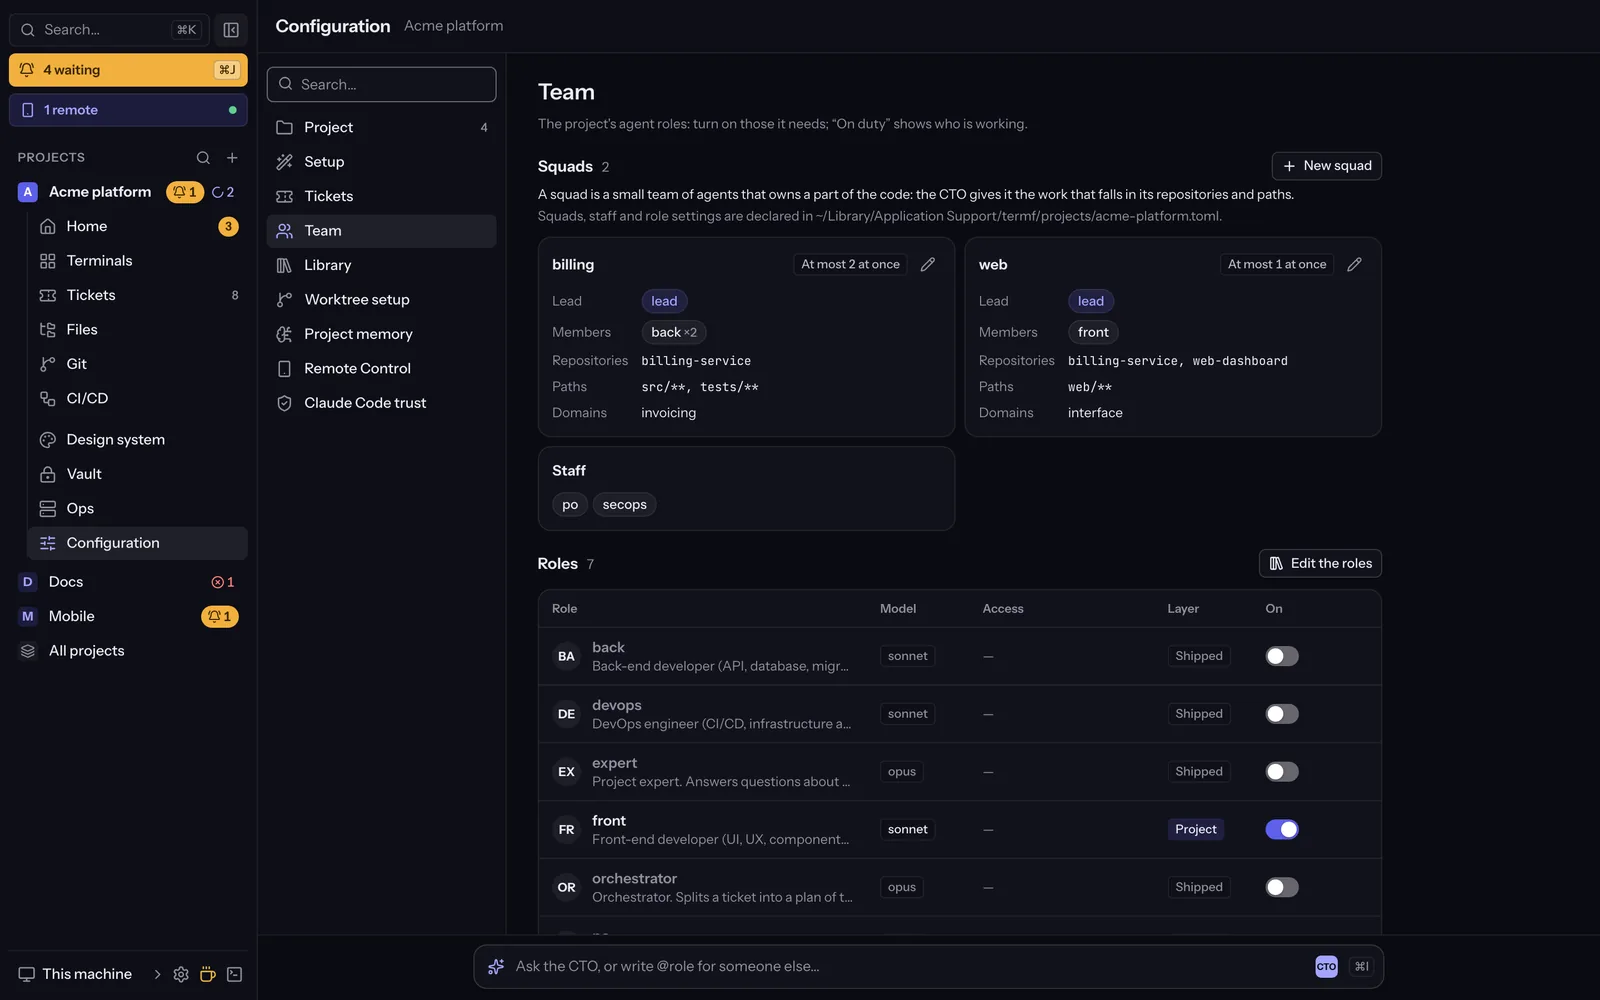 Search...
⌘K
4 waiting
⌘J
1 remote
PROJECTS
A
Acme platform
1
2
Home
3
Terminals
Tickets
8
Files
Git
CI/CD
Design system
Vault
Ops
Configuration
D
Docs
1
M
Mobile
1
All projects
This machine
Configuration
Acme platform
Search...
Project
4
Setup
Tickets
Team
Library
Worktree setup
Project memory
Remote Control
Claude Code trust
Team
The project's agent roles: turn on those it needs; “On duty” shows who is working.
Squads 2
New squad
A squad is a small team of agents that owns a part of the code: the CTO gives it the work that falls in its repositories and paths.
Squads, staff and role settings are declared in ~/Library/Application Support/termf/projects/acme-platform.toml.
billing
At most 2 at once
Lead
lead
Members
back ×2
Repositories
billing-service
Paths
src/**, tests/**
Domains
invoicing
web
At most 1 at once
Lead
lead
Members
front
Repositories
billing-service, web-dashboard
Paths
web/**
Domains
interface
Staff
po
secops
Roles 7
Edit the roles
Role
Model
Access
Layer
On
BA
back
Back-end developer (API, database, migr...
sonnet
—
Shipped
DE
devops
DevOps engineer (CI/CD, infrastructure a...
sonnet
—
Shipped
EX
expert
Project expert. Answers questions about ...
opus
—
Shipped
FR
front
Front-end developer (UI, UX, component...
sonnet
—
Project
OR
orchestrator
Orchestrator. Splits a ticket into a plan of t...
opus
—
Shipped
Ask the CTO, or write @role for someone else...
CTO
⌘I